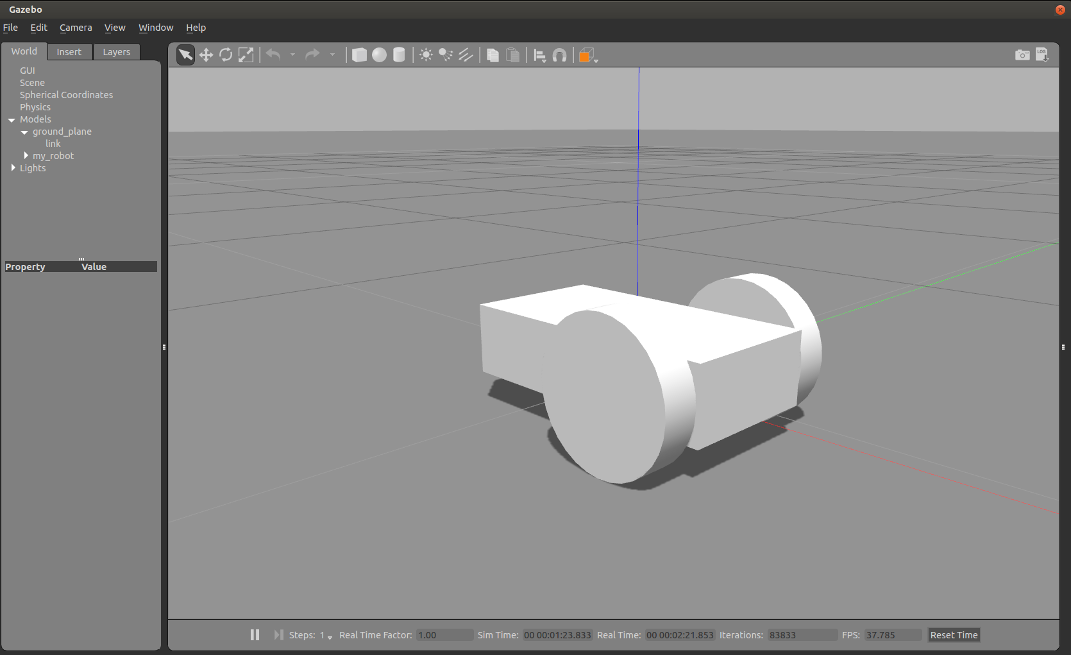 Gazebo
File Edit Camera View Window Help
World Insert Layers
GUI
Scene
Spherical Coordinates
Physics
Models
ground_plane
link
my_robot
Lights
Property Value
Steps: 1 Real Time Factor: 1.00 Sim Time: 00 00:01:23.833 Real Time: 00 00:02:21.853 Iterations: 83833 FPS: 37.785 Reset Time